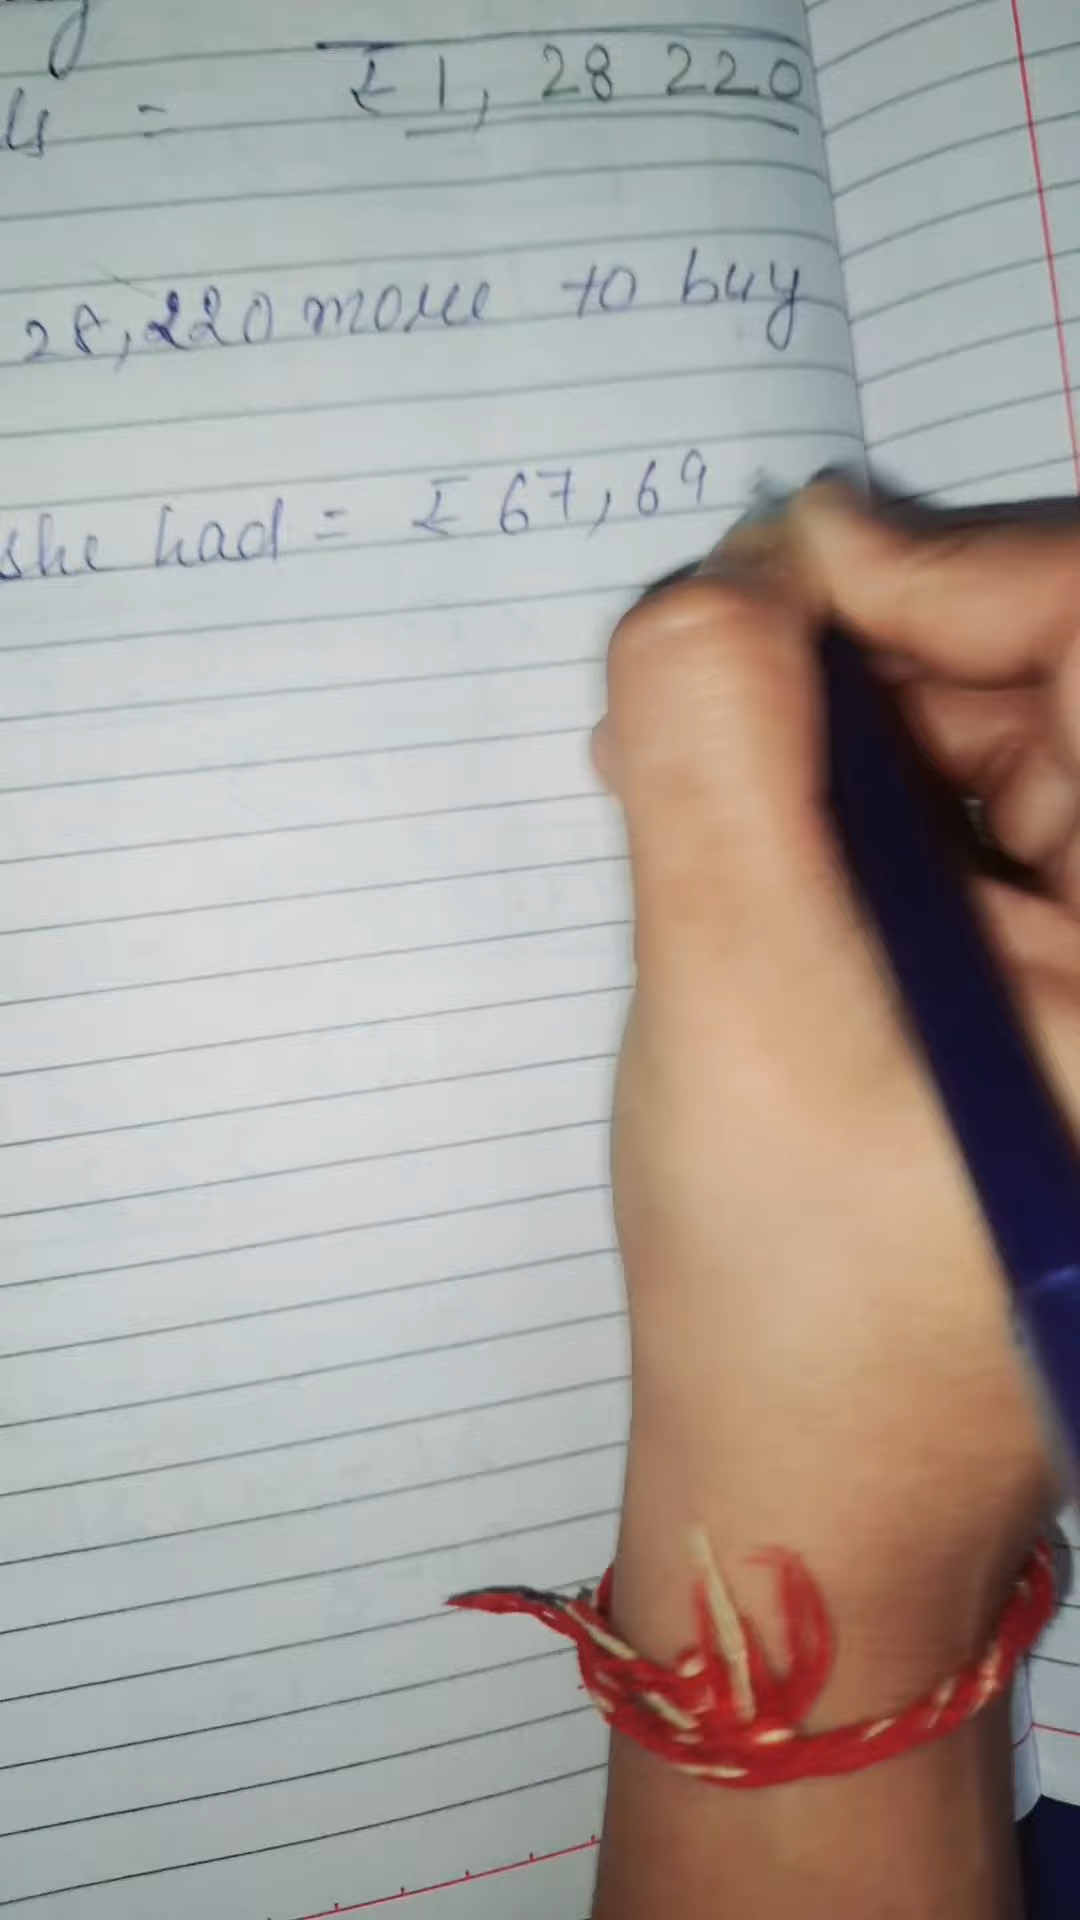 = ₹ 1, 28 220
28,220 more to buy
she had = ₹ 67,69